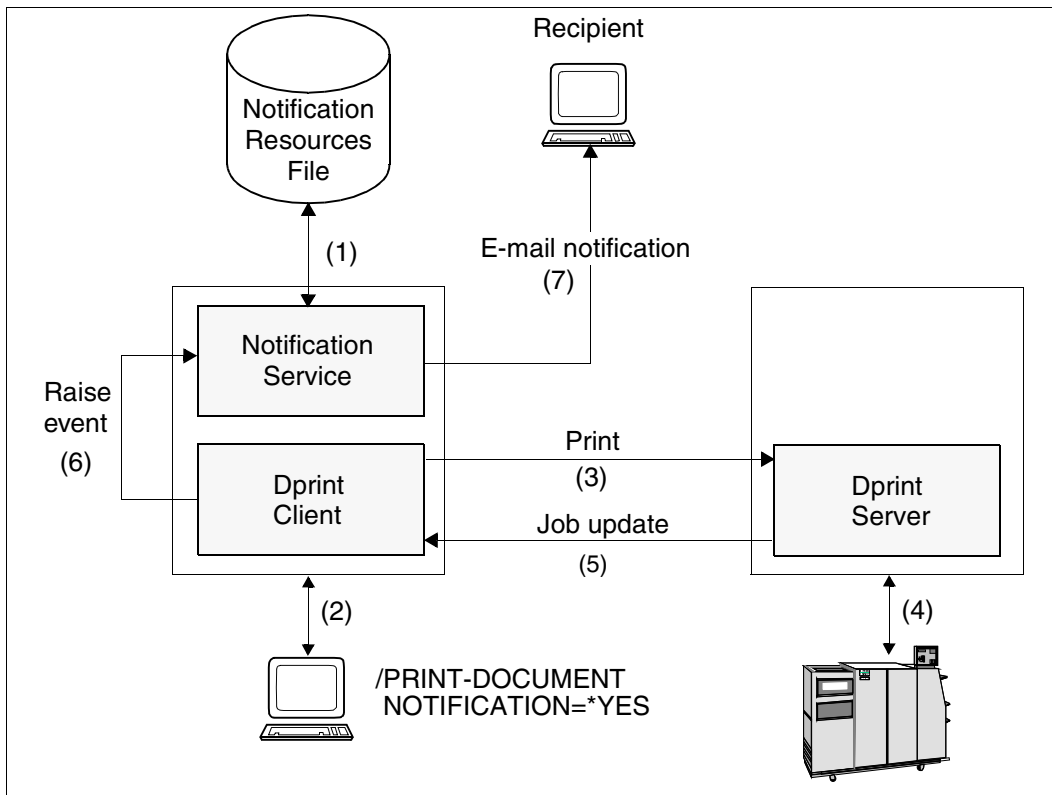 Recipient
Notification
Resources
File
(1)
E-mail notification
(7)
Notification
Service
Raise
event
(6)
Print
(3)
Dprint
Client
Dprint
Server
Job update
(5)
(2)
(4)
/PRINT-DOCUMENT
NOTIFICATION=*YES